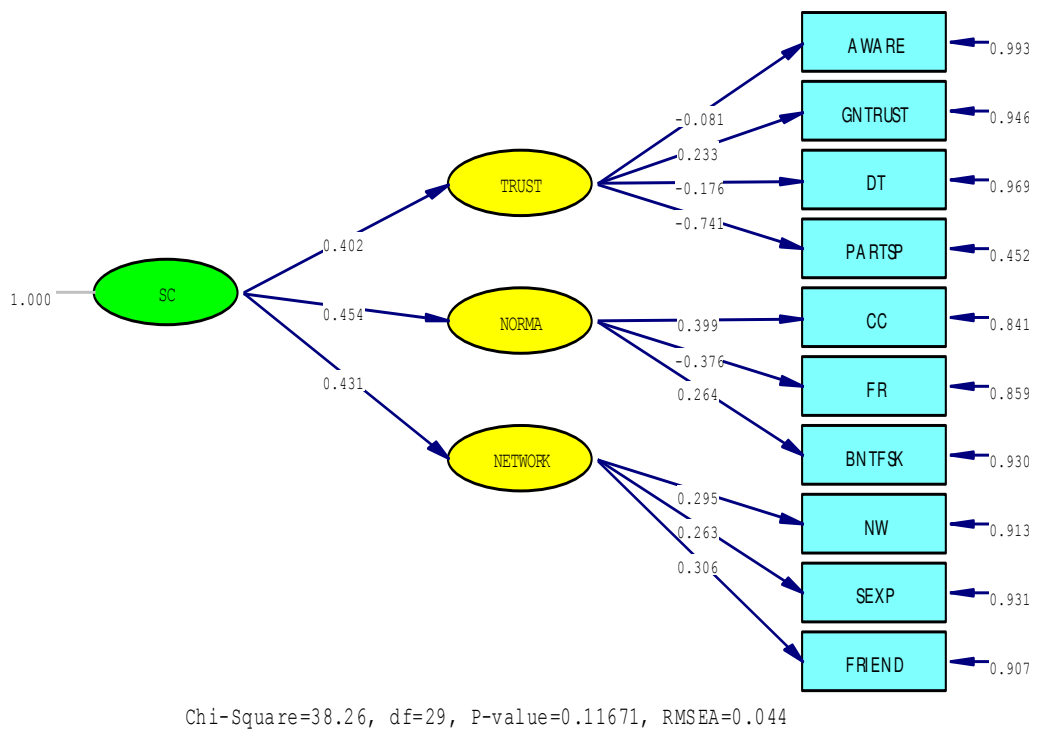 AWARE
0.993
-0.081
GNTRUST
0.946
0.233
TRUST
-0.176
DT
0.969
-0.741
0.402
PARTSP
0.452
1.000
SC
0.454
NORMA
0.399
CC
0.841
-0.376
FR
0.859
0.431
0.264
BNTFSK
0.930
NETWORK
0.295
NW
0.913
0.263
0.306
SEXP
0.931
FRIEND
0.907
Chi-Square=38.26, df=29, P-value=0.11671, RMSEA=0.044